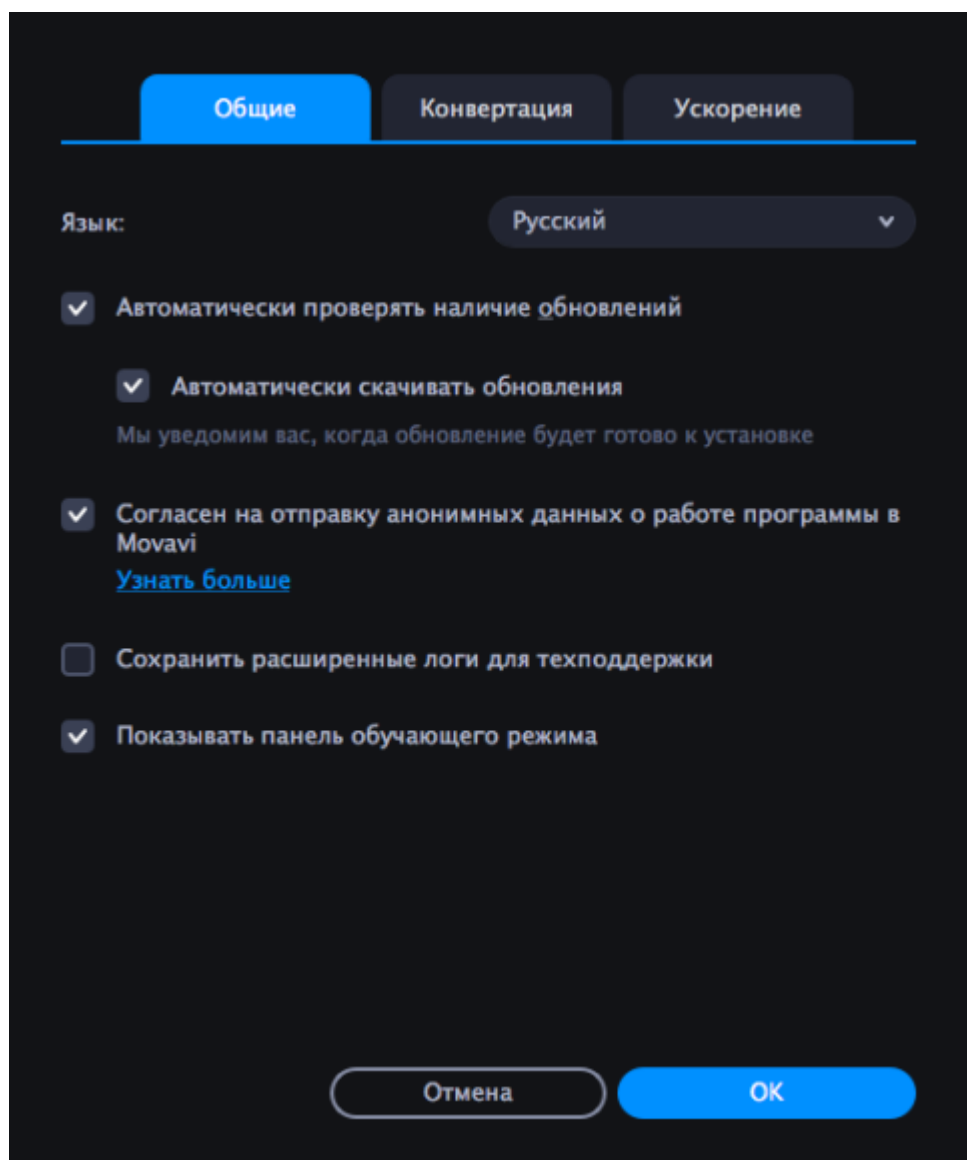 Общие Конвертация Ускорение
Язык: Русский
Автоматически проверять наличие обновлений
Автоматически скачивать обновления
Мы уведомим вас, когда обновление будет готово к установке
Согласен на отправку анонимных данных о работе программы в
Movavi
Узнать больше
Сохранить расширенные логи для техподдержки
Показывать панель обучающего режима
Отмена ОК